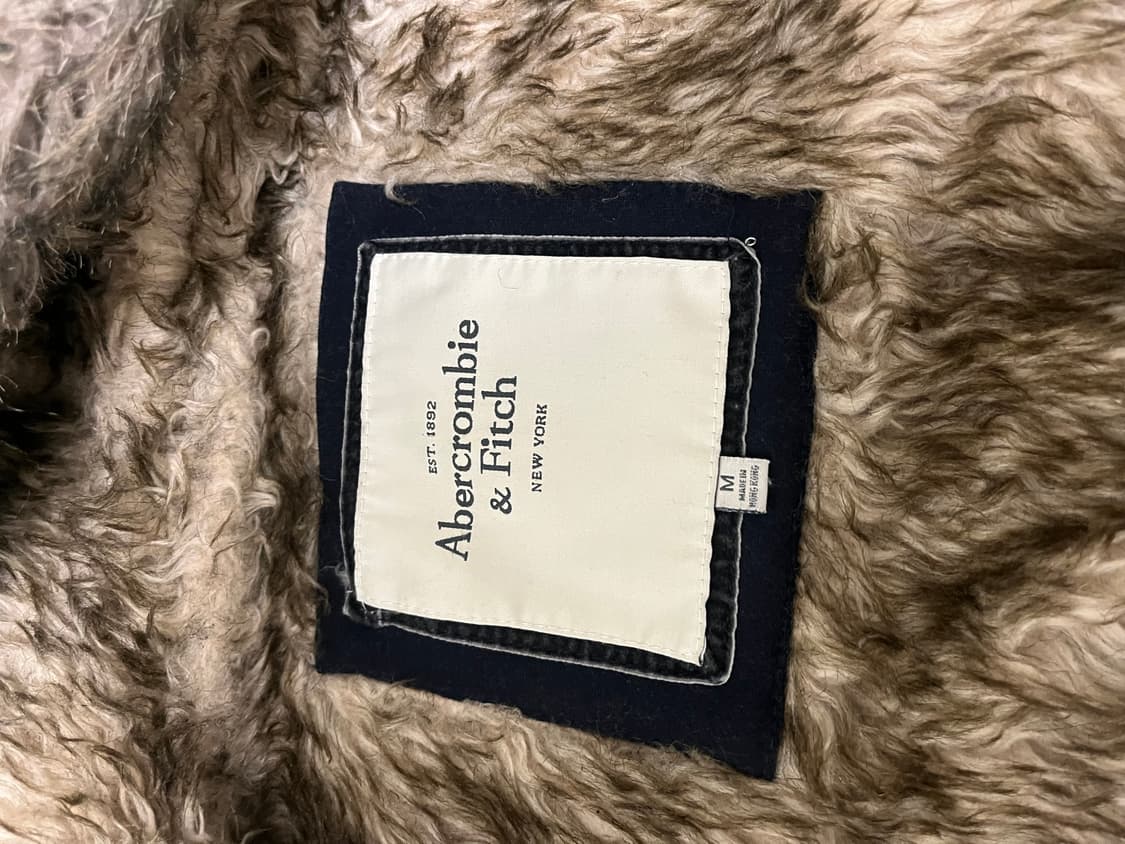 EST. 1892
Abercrombie
& Fitch
NEW YORK
M
MADE IN
HONG KONG